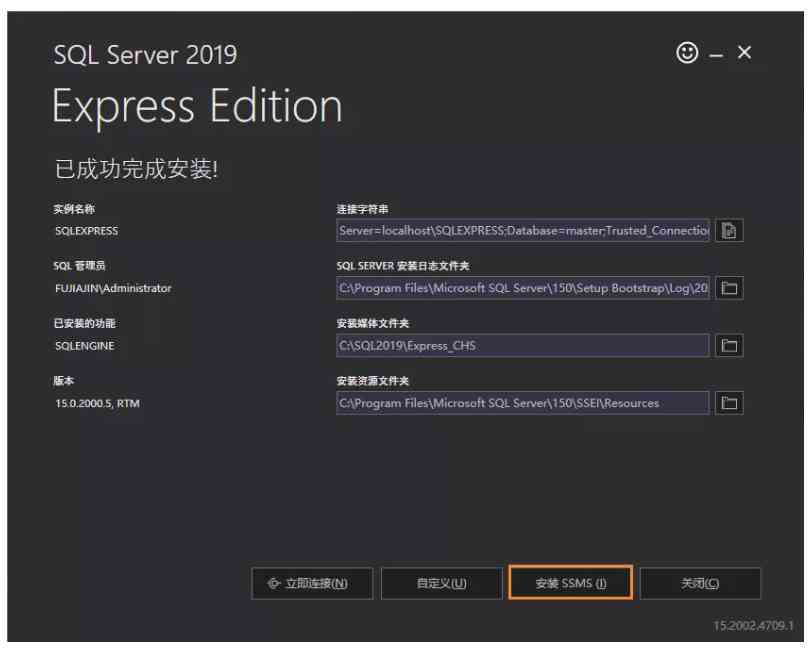 SQL Server 2019
Express Edition
已成功完成安装!
实例名称
SQLEXPRESS
连接字符串
Server=localhost\SQLEXPRESS;Database=master;Trusted_Connection
SQL 管理员
FUJIAJIN\Administrator
SQL SERVER 安装日志文件夹
C:\Program Files\Microsoft SQL Server\150\Setup Bootstrap\Log\20
已安装的功能
SQLENGINE
安装媒体文件夹
C:\SQL2019\Express_CHS
版本
15.0.2000.5, RTM
安装资源文件夹
C:\Program Files\Microsoft SQL Server\150\SSEI\Resources
立即连接(N)
自定义(U)
安装 SSMS (I)
关闭(C)
15.2002.4709.1